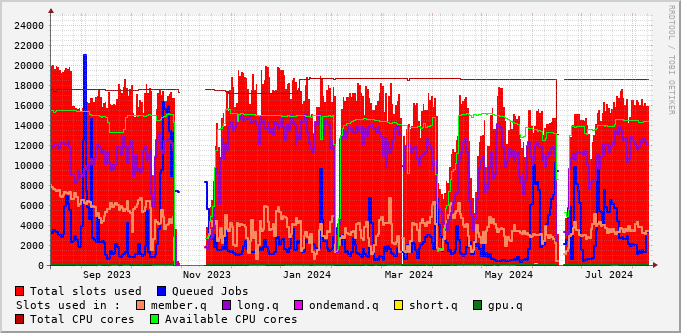 24000
22000
20000
18000
16000
14000
12000
10000
8000
6000
4000
2000
0
Sep 2023 Nov 2023 Jan 2024 Mar 2024 May 2024 Jul 2024
Total slots used Queued Jobs
Slots used in : member.q long.q ondemand.q short.q gpu.q
Total CPU cores Available CPU cores
RRDTOOL / TOBI OETIKER